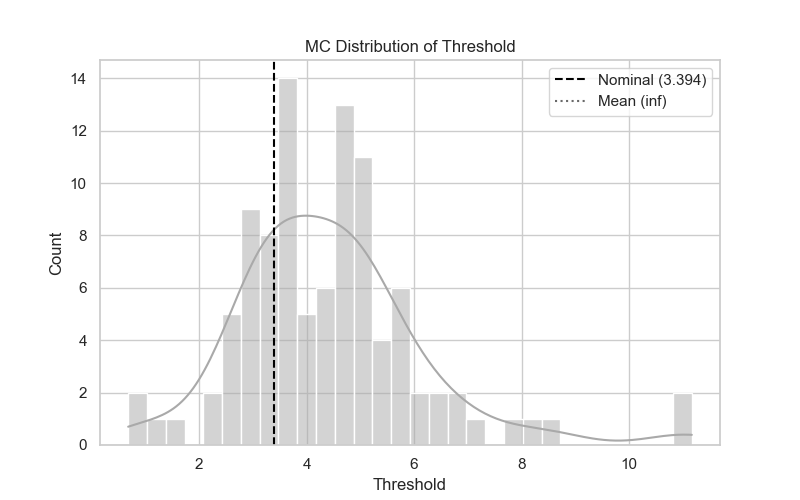 MC Distribution of Threshold
Nominal (3.394)
Mean (inf)
14
12
10
8
6
4
2
0
Count
2
4
6
8
10
Threshold